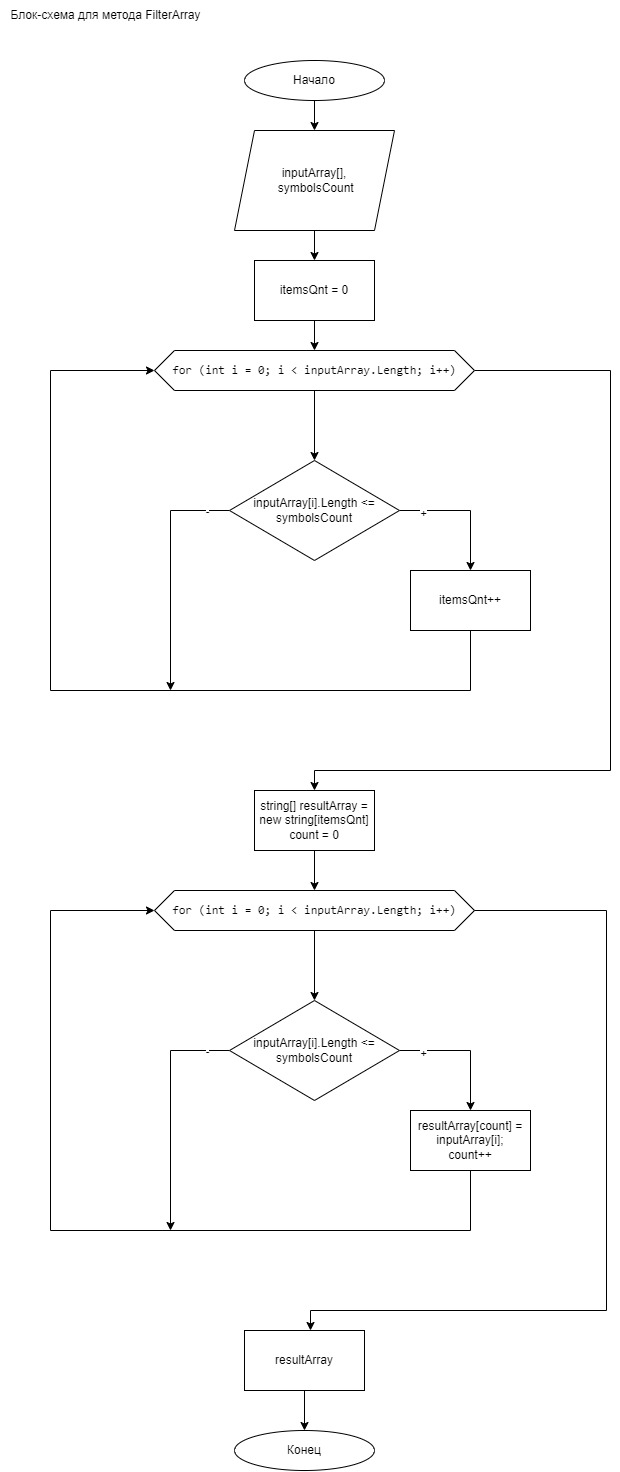 Блок-схема для метода FilterArray
Начало
inputArray[],
symbolsCount
itemsQnt = 0
for (int i = 0; i < inputArray.Length; i++)
inputArray[i].Length <=
symbolsCount
-
+
itemsQnt++
string[] resultArray =
new string[itemsQnt]
count = 0
for (int i = 0; i < inputArray.Length; i++)
inputArray[i].Length <=
symbolsCount
-
+
resultArray[count] =
inputArray[i];
count++
resultArray
Конец